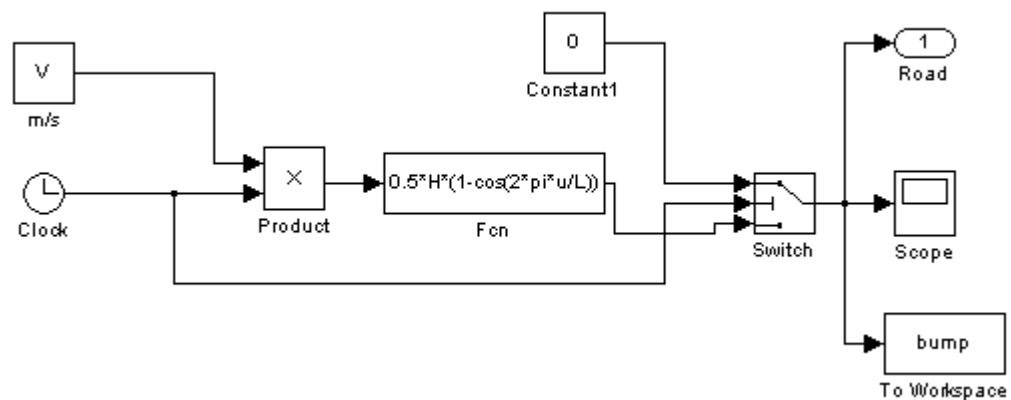 0
Constant1
1
Road
V
m/s
Clock
×
Product
0.5*H*(1-cos(2*pi*u/L))
Fcn
Switch
Scope
bump
To Workspace